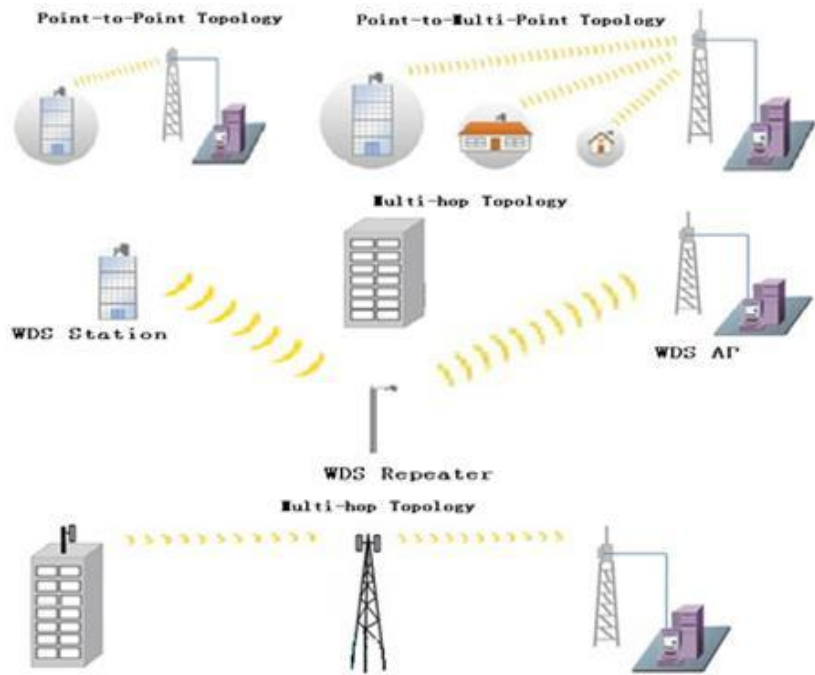 Point-to-Point Topology
Point-to-Multi-Point Topology
Multi-hop Topology
WDS Station
WDS AP
WDS Repeater
Multi-hop Topology